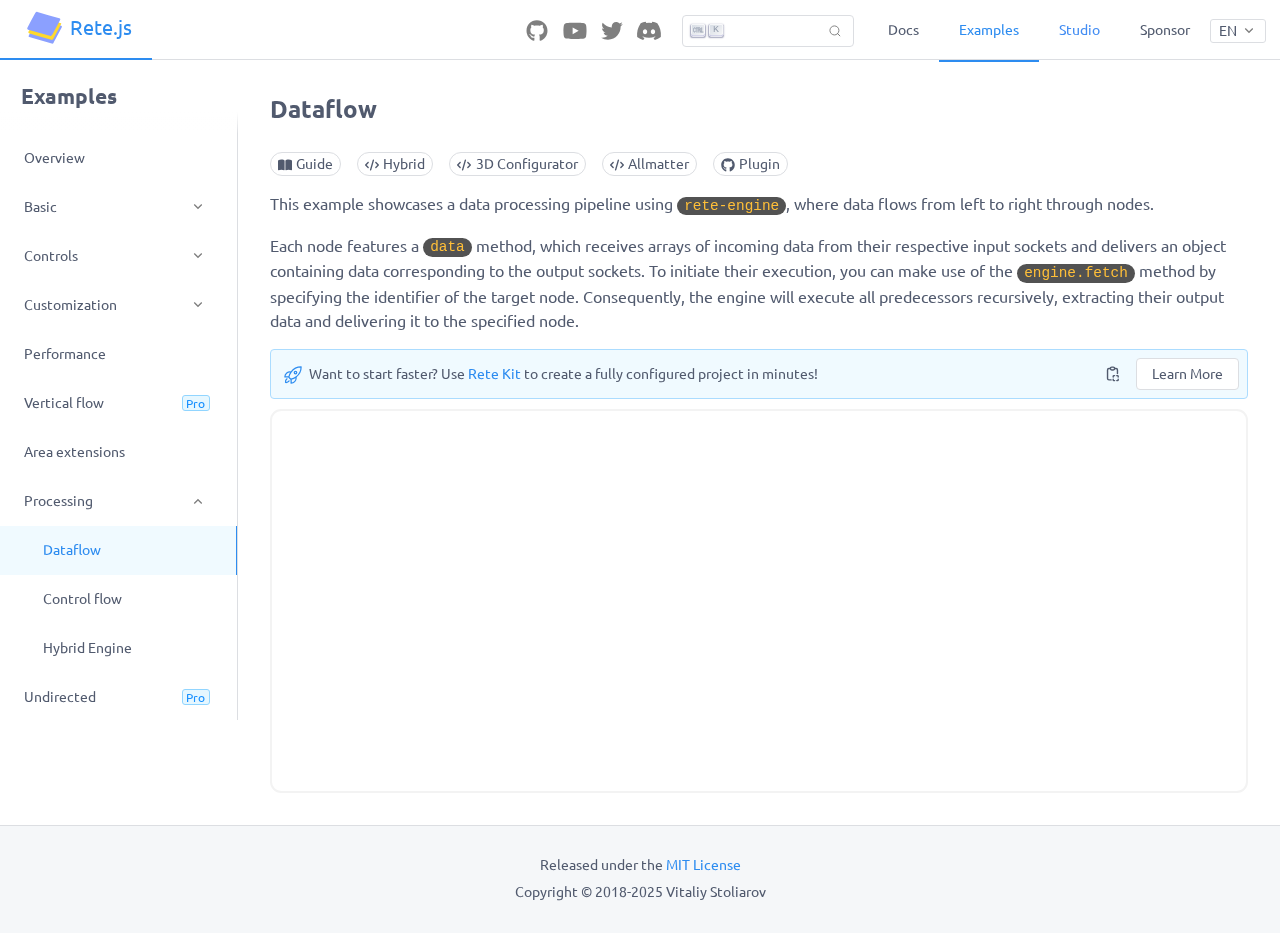 Rete.js
K
Docs
Examples
Studio
Sponsor
EN
Examples
Overview
Basic
Controls
Customization
Performance
Vertical flow
Pro
Area extensions
Processing
Dataflow
Control flow
Hybrid Engine
Undirected
Pro
Dataflow
Guide
Hybrid
3D Configurator
Allmatter
Plugin
This example showcases a data processing pipeline using rete-engine, where data flows from left to right through nodes.
Each node features a data method, which receives arrays of incoming data from their respective input sockets and delivers an object
containing data corresponding to the output sockets. To initiate their execution, you can make use of the engine.fetch method by
specifying the identifier of the target node. Consequently, the engine will execute all predecessors recursively, extracting their output
data and delivering it to the specified node.
Want to start faster? Use Rete Kit to create a fully configured project in minutes!
Learn More
Released under the MIT License
Copyright © 2018-2025 Vitaliy Stoliarov